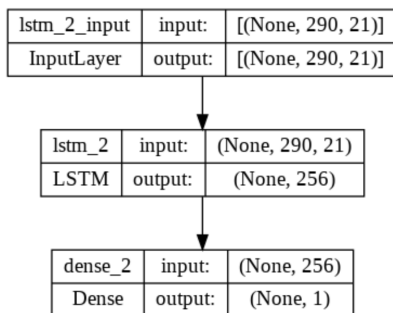 lstm_2_input input: [(None, 290, 21)]
InputLayer output: [(None, 290, 21)]
lstm_2 input: (None, 290, 21)
LSTM output: (None, 256)
dense_2 input: (None, 256)
Dense output: (None, 1)